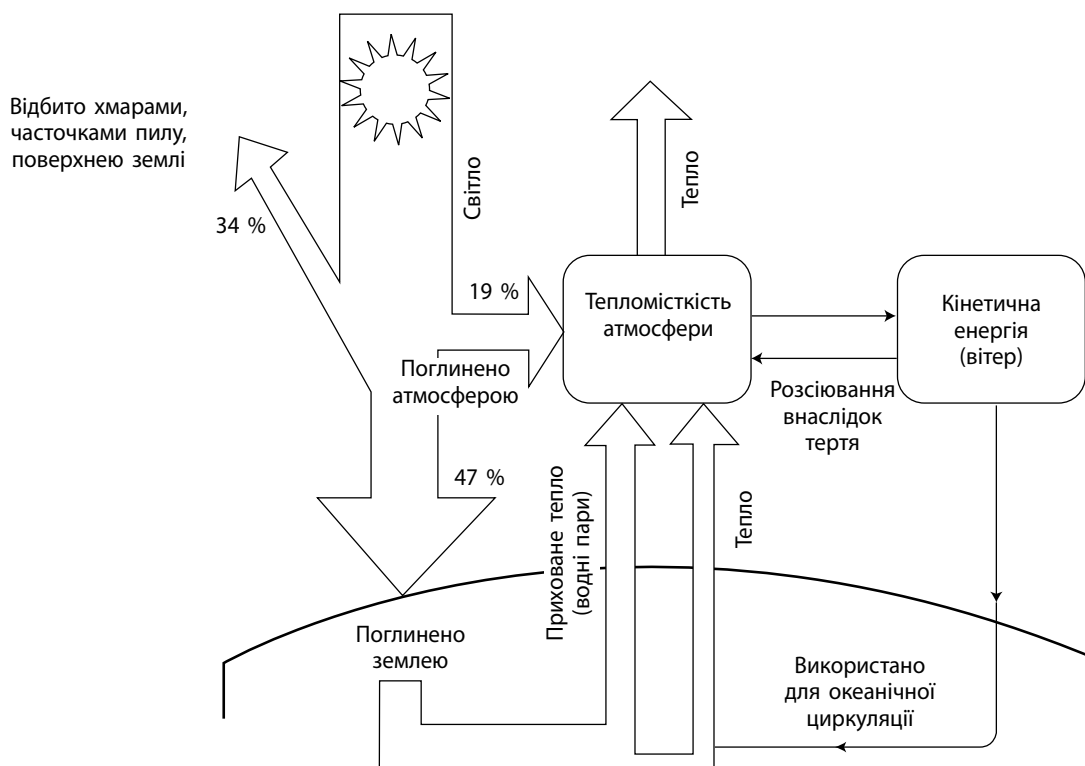 Відбито хмарами,
часточками пилу,
поверхнею землі
34 %
Світло
Тепло
19 %
Поглинено
атмосферою
47 %
Тепломісткість
атмосфери
Кінетична
енергія
(вітер)
Розсіювання
внаслідок
тертя
Приховане тепло
(водні пари)
Тепло
Поглинено
землею
Використано
для океанічної
циркуляції